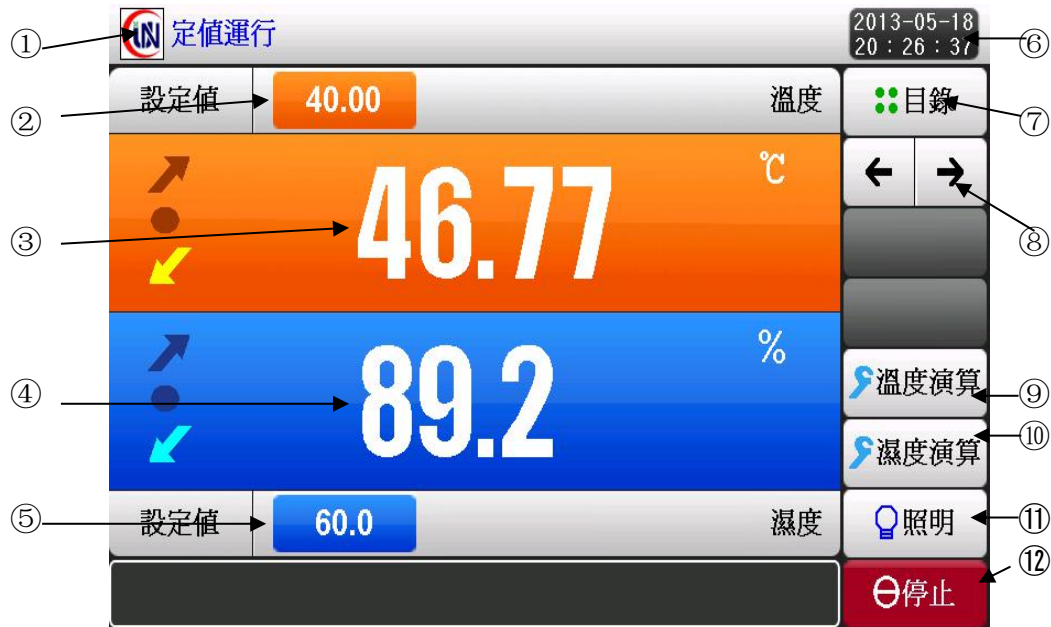 ① iN 定值運行 2013-05-18
20:26:37 ⑥
② 設定值 40.00 溫度 目錄 ⑦
℃
③ 46.77 ← → ⑧
%
④ 89.2 溫度演算 ⑨
濕度演算 ⑩
⑤ 設定值 60.0 濕度 照明 ⑪
停止 ⑫